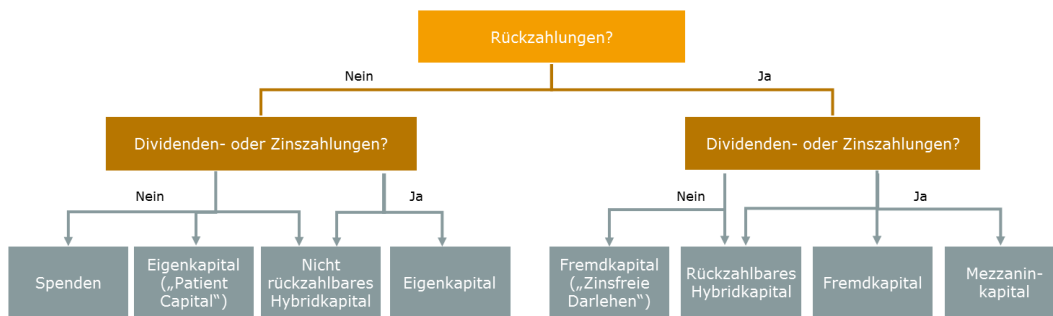 Rückzahlungen?
Nein
Ja
Dividenden- oder Zinszahlungen?
Dividenden- oder Zinszahlungen?
Nein
Ja
Nein
Ja
Spenden
Eigenkapital
(„Patient
Capital“)
Nicht
rückzahlbares
Hybridkapital
Eigenkapital
Fremdkapital
(„Zinsfreie
Darlehen“)
Rückzahlbares
Hybridkapital
Fremdkapital
Mezzanin-
kapital